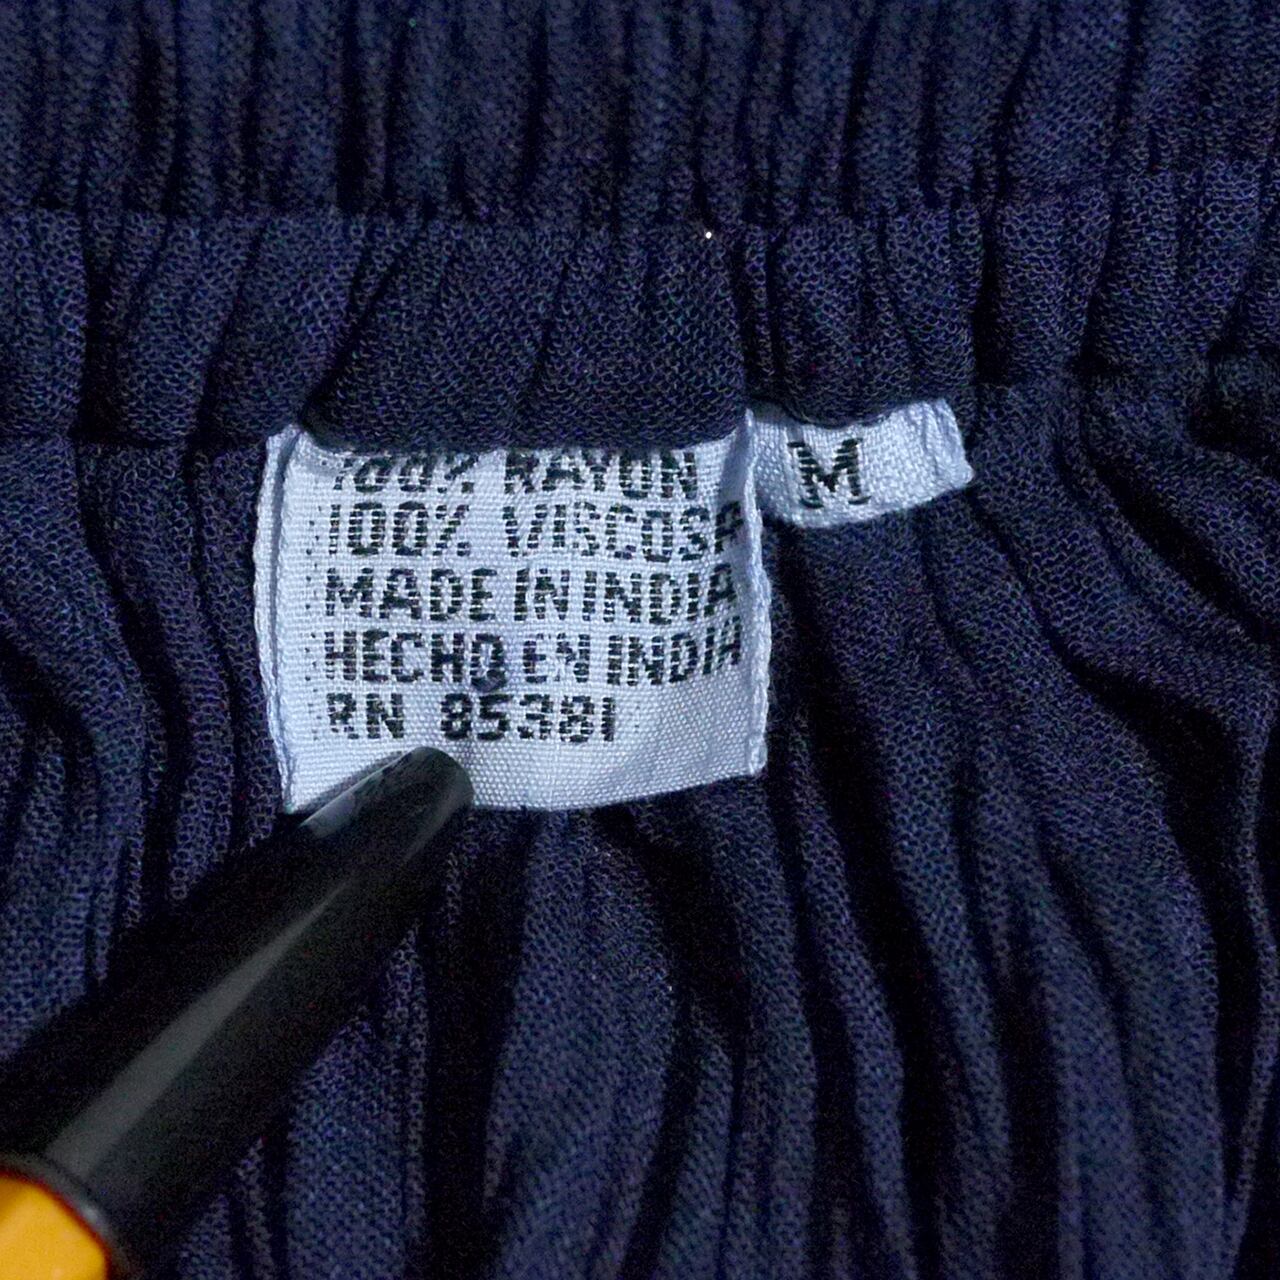 100% RAYON
M
100% VISCOSA
MADE IN INDIA
HECHO EN INDIA
RN 85381